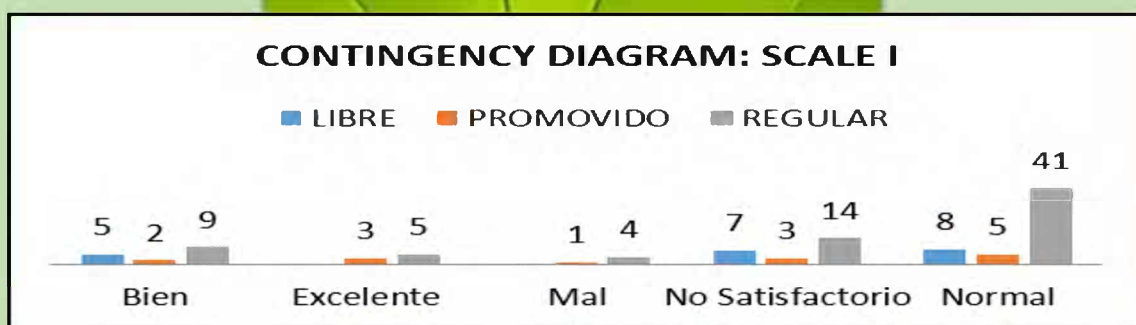 CONTINGENCY DIAGRAM: SCALE I
LIBRE PROMOVIDO REGULAR
5 2 9 3 5 1 4 7 3 14 8 5 41
Bien Excelente Mal No Satisfactorio Normal